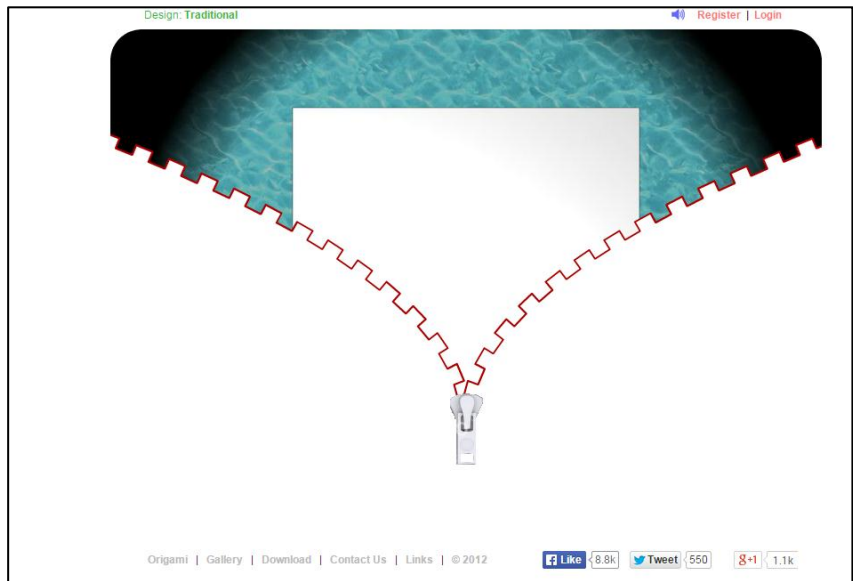 Design: Traditional
Register | Login
Origami | Gallery | Download | Contact Us | Links | © 2012
Like 8.8k Tweet 550 g+1 1.1k